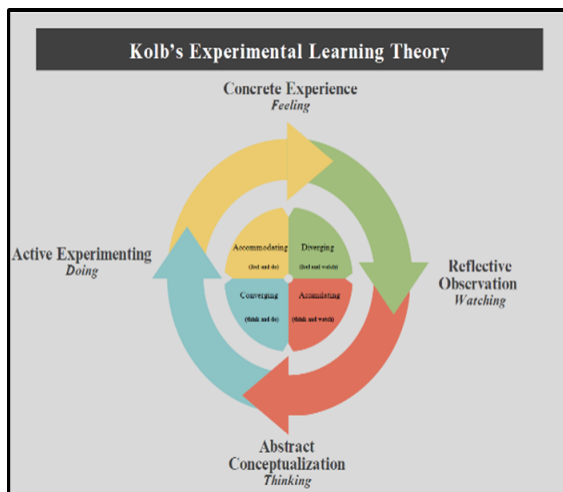 Kolb's Experimental Learning Theory
Concrete Experience
Feeling
Accommodating
(feel and do)
Diverging
(feel and watch)
Active Experimenting
Doing
Reflective
Observation
Watching
Converging
(think and do)
Assimilating
(think and watch)
Abstract
Conceptualization
Thinking